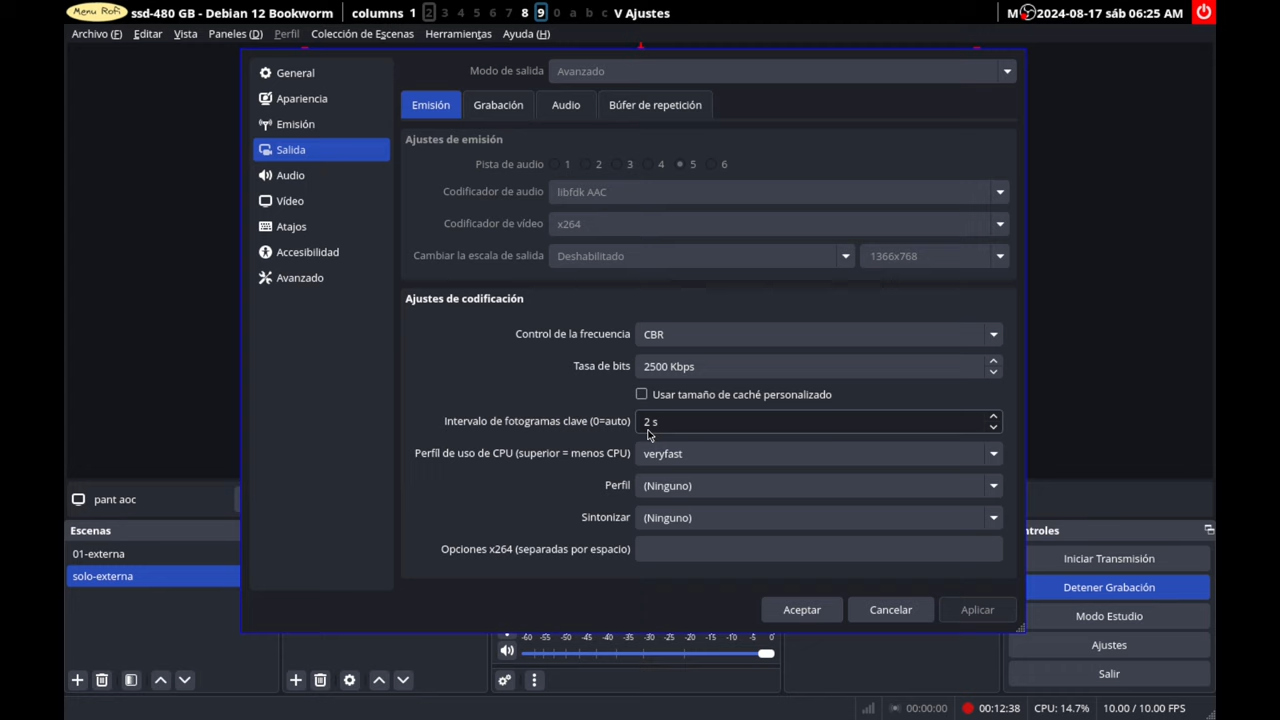 Menu Rofi ssd-480 GB - Debian 12 Bookworm columns 1 2 3 4 5 6 7 8 9 0 a b c V Ajustes 2024-08-17 sáb 06:25 AM
Archivo (F) Editar Vista Paneles (D) Perfil Colección de Escenas Herramientas Ayuda (H)
General
Apariencia
Emisión
Salida
Audio
Vídeo
Atajos
Accesibilidad
Avanzado
Modo de salida Avanzado
Emisión Grabación Audio Búfer de repetición
Ajustes de emisión
Pista de audio 1 2 3 4 5 6
Codificador de audio libfdk AAC
Codificador de vídeo x264
Cambiar la escala de salida Deshabilitado 1366x768
Ajustes de codificación
Control de la frecuencia CBR
Tasa de bits 2500 Kbps
Usar tamaño de caché personalizado
Intervalo de fotogramas clave (0=auto) 2 s
Perfil de uso de CPU (superior = menos CPU) veryfast
Perfil (Ninguno)
Sintonizar (Ninguno)
Opciones x264 (separadas por espacio)
Aceptar Cancelar Aplicar
pant aoc
Escenas
01-externa
solo-externa
-60 -55 -50 -45 -40 -35 -30 -25 -20 -15 -10 -5 0
ntroles
Iniciar Transmisión
Detener Grabación
Modo Estudio
Ajustes
Salir
00:00:00 00:12:38 CPU: 14.7% 10.00 / 10.00 FPS